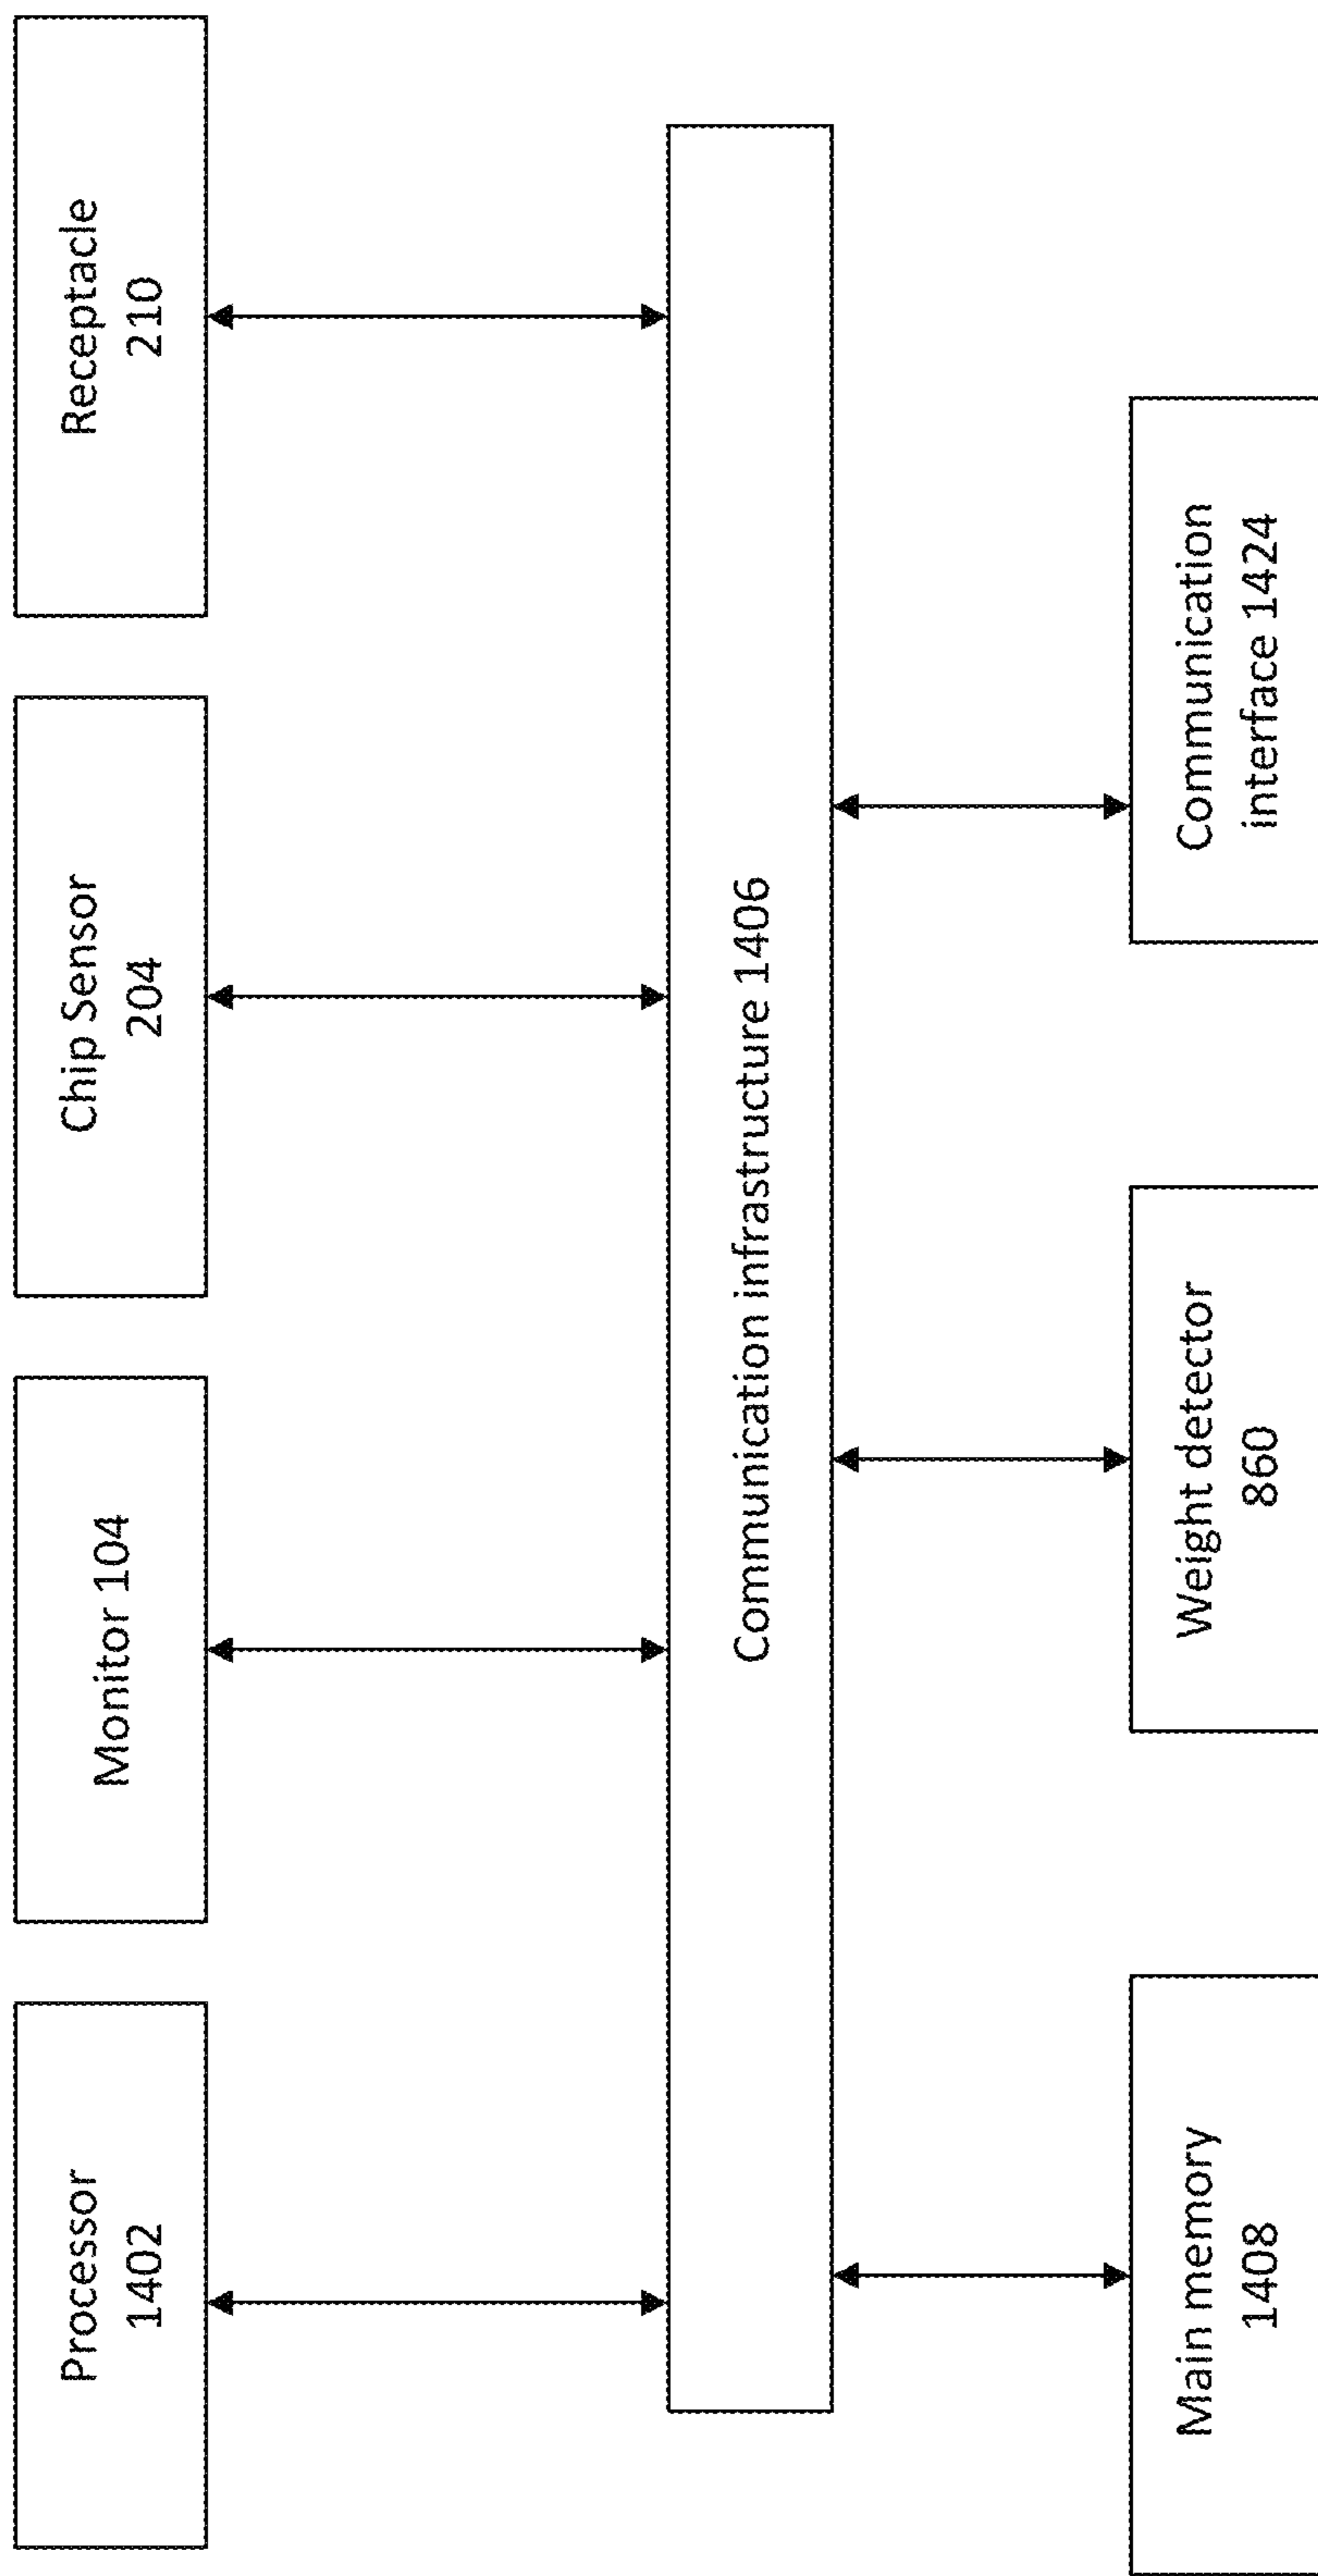 Processor
1402
Monitor 104
Chip Sensor
204
Receptacle
210
Communication infrastructure 1406
Main memory
1408
Weight detector
860
Communication
interface 1424